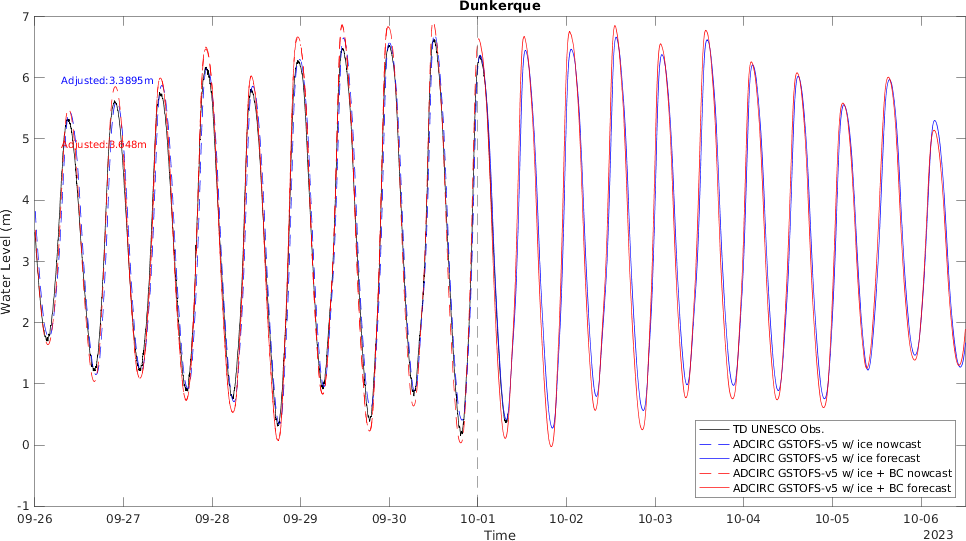 Dunkerque
7
6
5
4
3
2
1
0
-1
Water Level (m)
Adjusted:3.3895m
Adjusted:3.648m
TD UNESCO Obs.
ADCIRC GSTOFS-v5 w/ ice nowcast
ADCIRC GSTOFS-v5 w/ ice forecast
ADCIRC GSTOFS-v5 w/ ice + BC nowcast
ADCIRC GSTOFS-v5 w/ ice + BC forecast
09-26 09-27 09-28 09-29 09-30 10-01 10-02 10-03 10-04 10-05 10-06
Time
2023